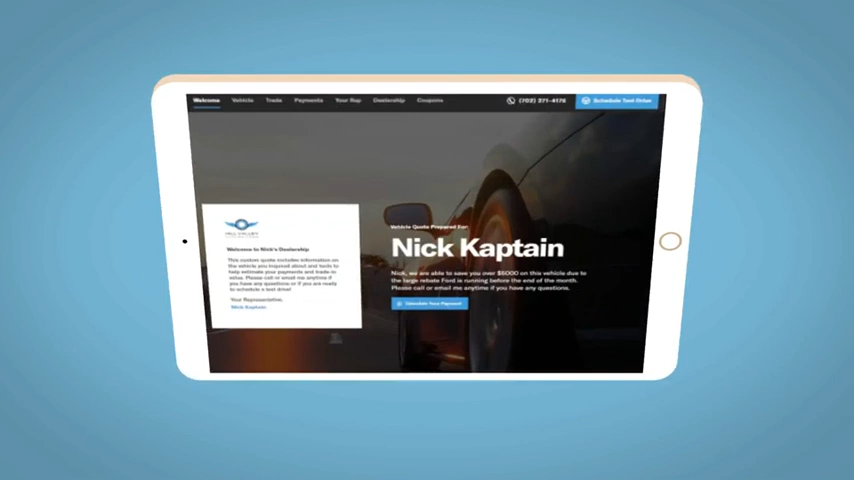 Welcome Vehicle Trade Payments Your Rep Dealership Coupons (702) 371-4175 Schedule Test Drive
Vehicle Quote Prepared For:
Nick Kaptain
Nick, we are able to save you over $6000 on this vehicle due to
the large rebate Ford is running before the end of the month.
Please call or email me anytime if you have any questions.
Calculate Your Payment
HILL VALLEY
Welcome to Nick's Dealership
This custom quote includes information on
the vehicle you inquired about and tools to
help estimate your payments and trade-in
value. Please call or email me anytime if
you have any questions or if you are ready
to schedule a test drive!
Your Representative,
Nick Kaptain